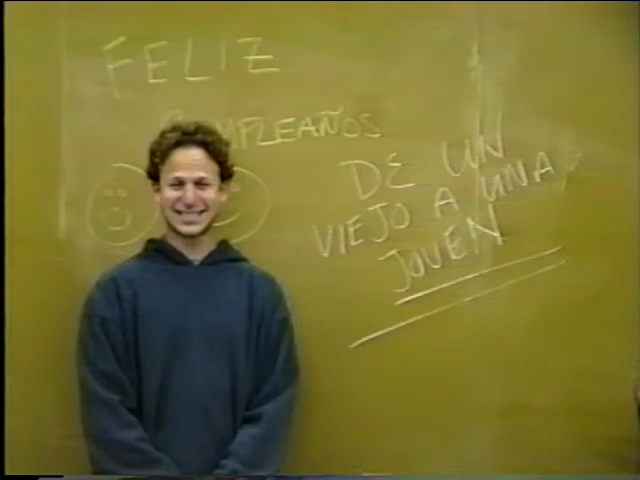 FELIZ
CUMPLEAÑOS
DE UN
VIEJO A UNA
JOVEN